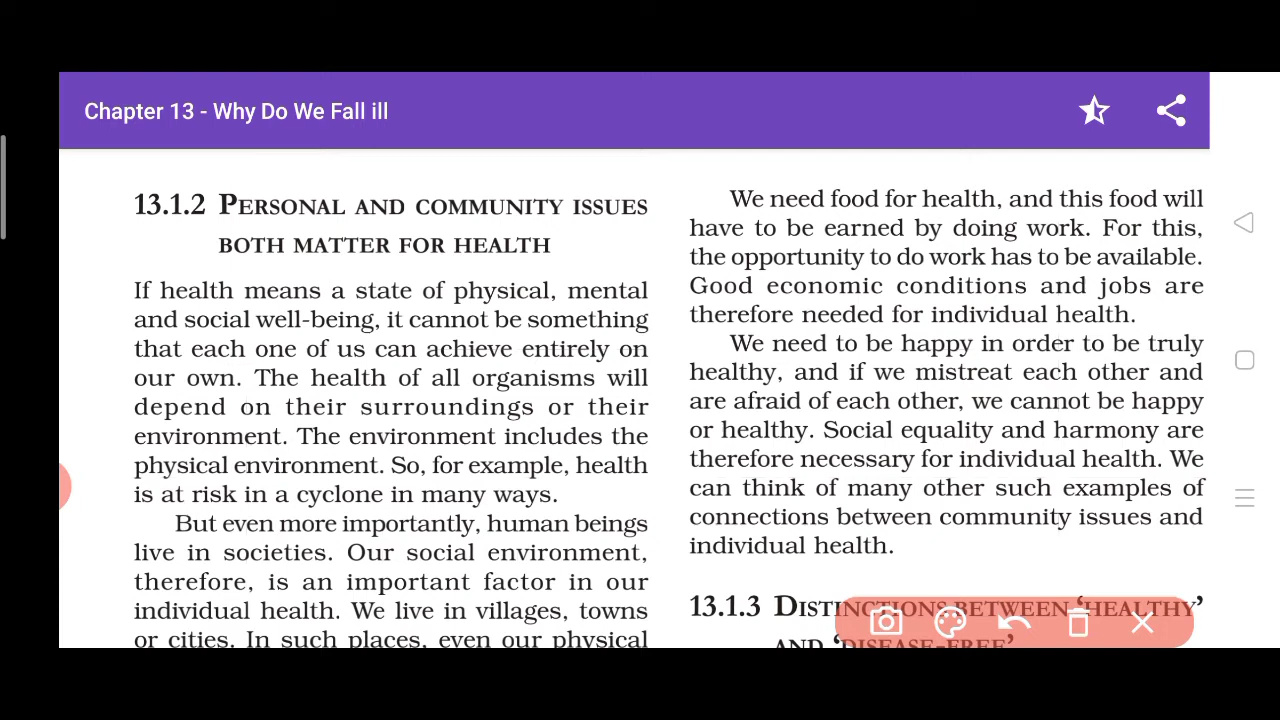 Chapter 13 - Why Do We Fall ill
13.1.2 PERSONAL AND COMMUNITY ISSUES
BOTH MATTER FOR HEALTH
If health means a state of physical, mental
and social well-being, it cannot be something
that each one of us can achieve entirely on
our own. The health of all organisms will
depend on their surroundings or their
environment. The environment includes the
physical environment. So, for example, health
is at risk in a cyclone in many ways.
But even more importantly, human beings
live in societies. Our social environment,
therefore, is an important factor in our
individual health. We live in villages, towns
or cities. In such places, even our physical
We need food for health, and this food will
have to be earned by doing work. For this,
the opportunity to do work has to be available.
Good economic conditions and jobs are
therefore needed for individual health.
We need to be happy in order to be truly
healthy, and if we mistreat each other and
are afraid of each other, we cannot be happy
or healthy. Social equality and harmony are
therefore necessary for individual health. We
can think of many other such examples of
connections between community issues and
individual health.
13.1.3 DISTINCTIONS BETWEEN ‘HEALTHY’
AND ‘DISEASE-FREE’